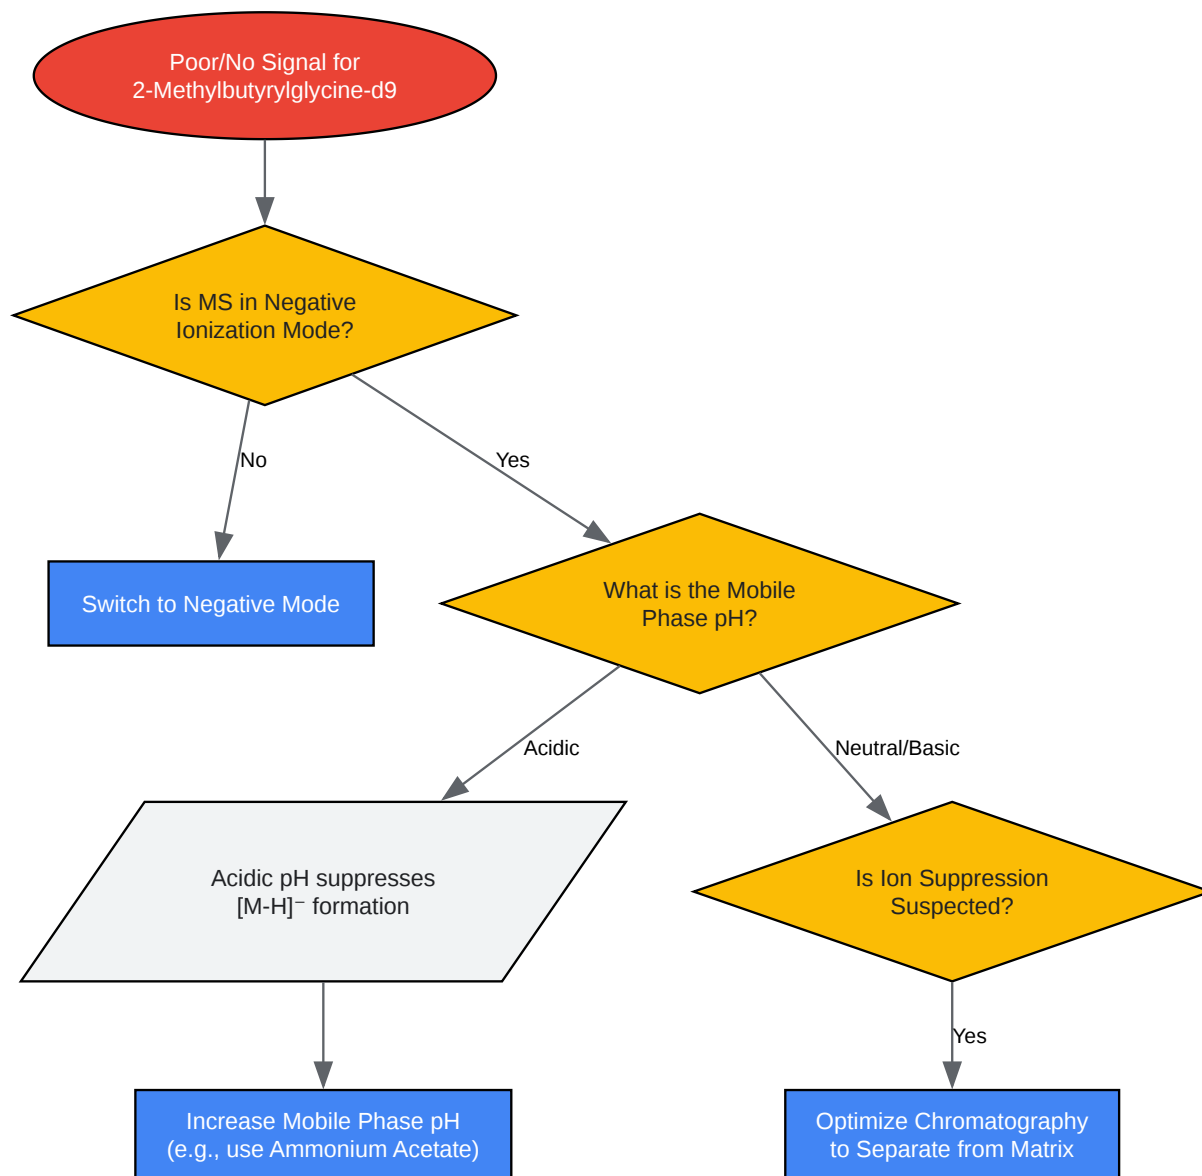 Poor/No Signal for
2-Methylbutyrylglycine-d9
Is MS in Negative
Ionization Mode?
No
Yes
Switch to Negative Mode
What is the Mobile
Phase pH?
Acidic
Neutral/Basic
Acidic pH suppresses
[M-H]⁻ formation
Is Ion Suppression
Suspected?
Yes
Increase Mobile Phase pH
(e.g., use Ammonium Acetate)
Optimize Chromatography
to Separate from Matrix